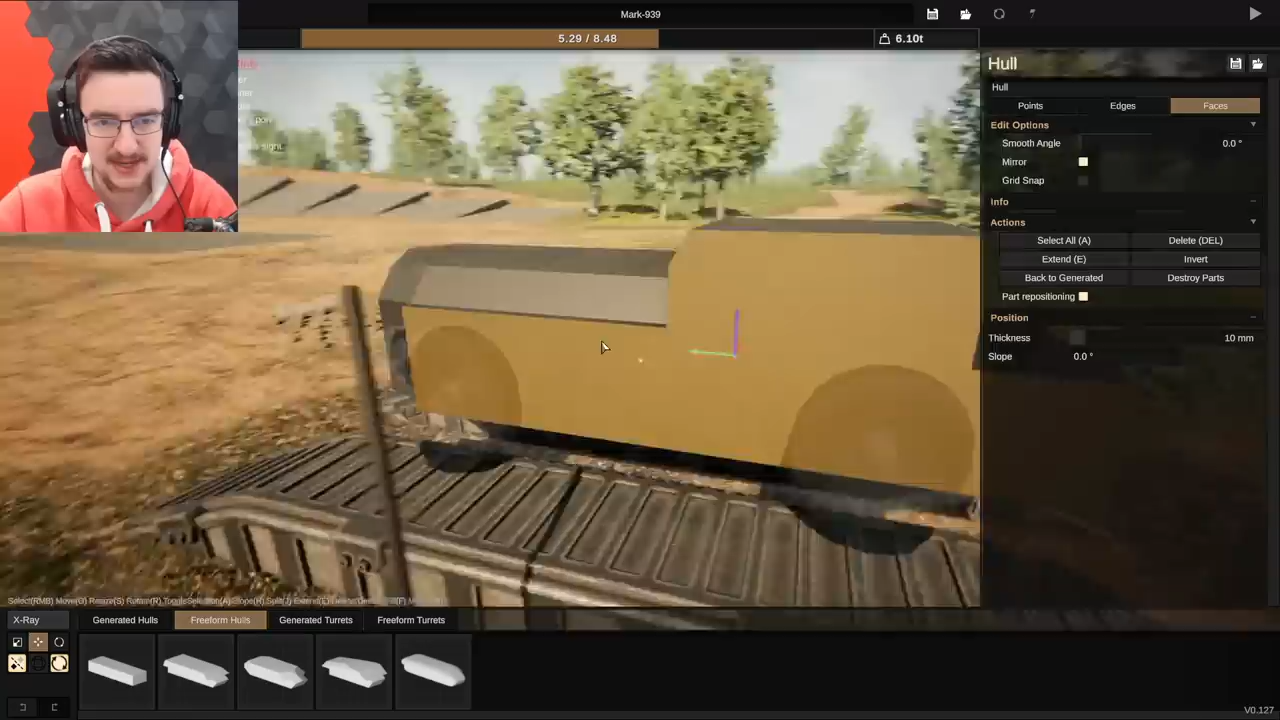 Mark-939
5.29 / 8.48
6.10t
Hull
Hull
Points Edges Faces
Edit Options
Smooth Angle 0.0 °
Mirror
Grid Snap
Info
Actions
Select All (A) Delete (DEL)
Extend (E) Invert
Back to Generated Destroy Parts
Part repositioning
Position
Thickness 10 mm
Slope 0.0 °
X-Ray
Generated Hulls Freeform Hulls Generated Turrets Freeform Turrets
V0.127